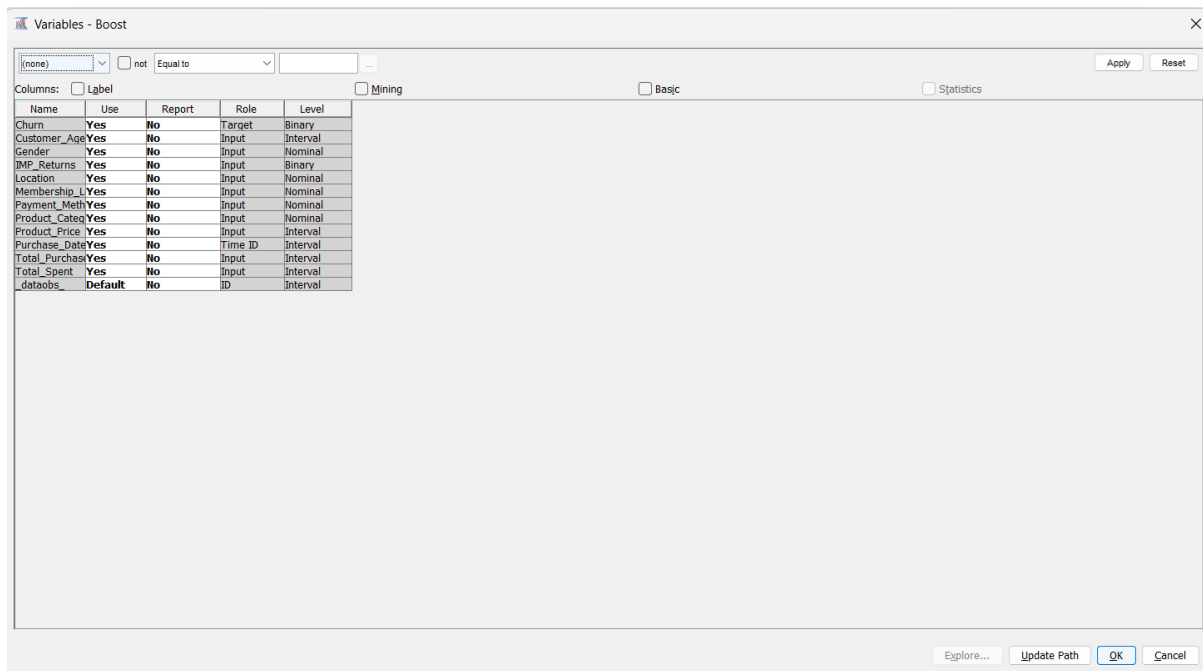 Variables - Boost
(none) not Equal to ... Apply Reset
Columns: Label Mining Basic Statistics
Name Use Report Role Level
Churn Yes No Target Binary
Customer_Age Yes No Input Interval
Gender Yes No Input Nominal
IMP_Returns Yes No Input Binary
Location Yes No Input Nominal
Membership_L Yes No Input Nominal
Payment_Meth Yes No Input Nominal
Product_Categ Yes No Input Nominal
Product_Price Yes No Input Interval
Purchase_Date Yes No Time ID Interval
Total_Purchase Yes No Input Interval
Total_Spent Yes No Input Interval
_dataobs_ Default No ID Interval
Explore... Update Path OK Cancel